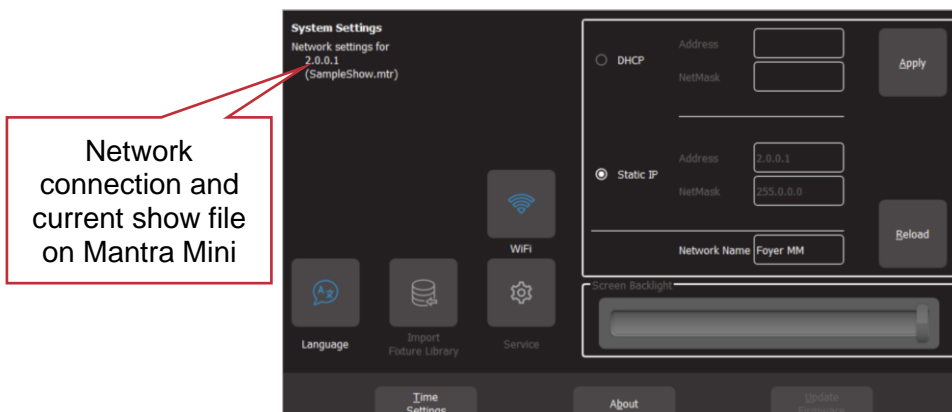 System Settings
Network settings for
2.0.0.1
(SampleShow.mtr)
Network
connection and
current show file
on Mantra Mini
WiFi
Language
Import
Fixture Library
Service
DHCP
Address
NetMask
Apply
Static IP
Address 2.0.0.1
NetMask 255.0.0.0
Network Name Foyer MM
Reload
Screen Backlight
Time
Settings
About
Update